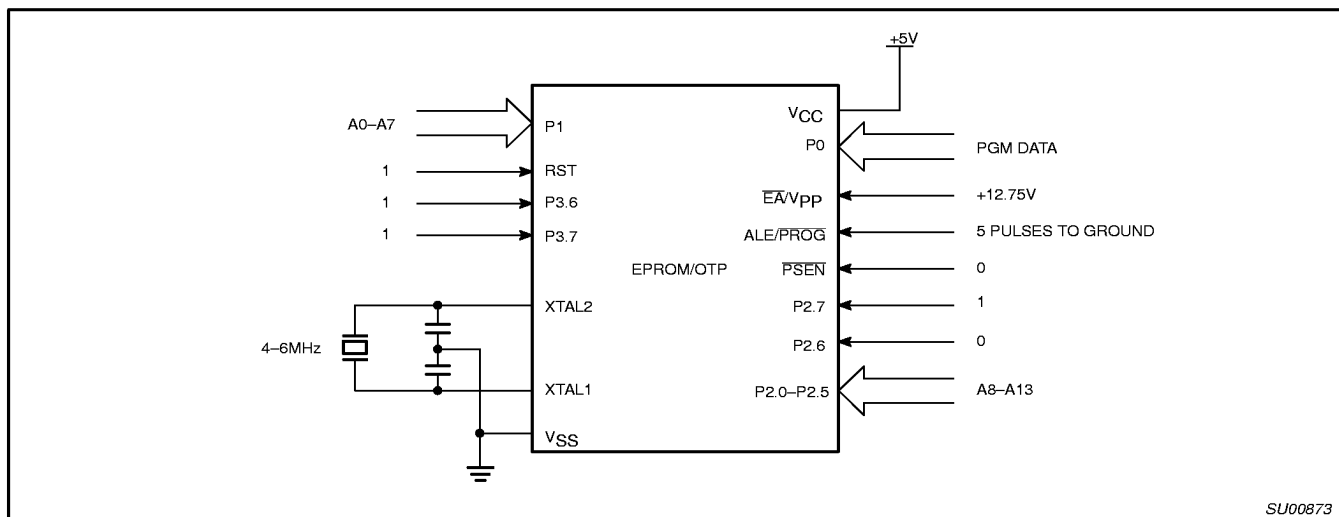 +5V
VCC
A0–A7
P1
P0
PGM DATA
1
RST
EA/VPP
+12.75V
1
P3.6
1
P3.7
ALE/PROG
5 PULSES TO GROUND
EPROM/OTP
PSEN
0
XTAL2
P2.7
1
4–6MHz
P2.6
0
XTAL1
P2.0–P2.5
A8–A13
VSS
SU00873